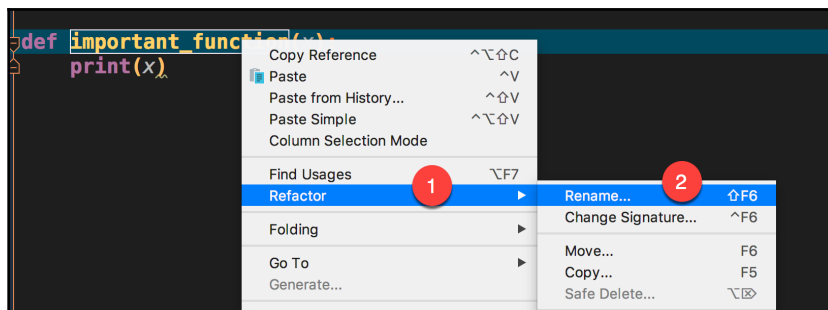 def important_function(x):
print(x)
Copy Reference ^⌥⇧C
Paste ^V
Paste from History... ^⇧V
Paste Simple ^⌥⇧V
Column Selection Mode
Find Usages ⌥F7
Refactor ▶
1
2
Rename... ⇧F6
Change Signature... ^F6
Folding ▶
Move... F6
Go To ▶
Copy... F5
Generate...
Safe Delete... ⌥⌦